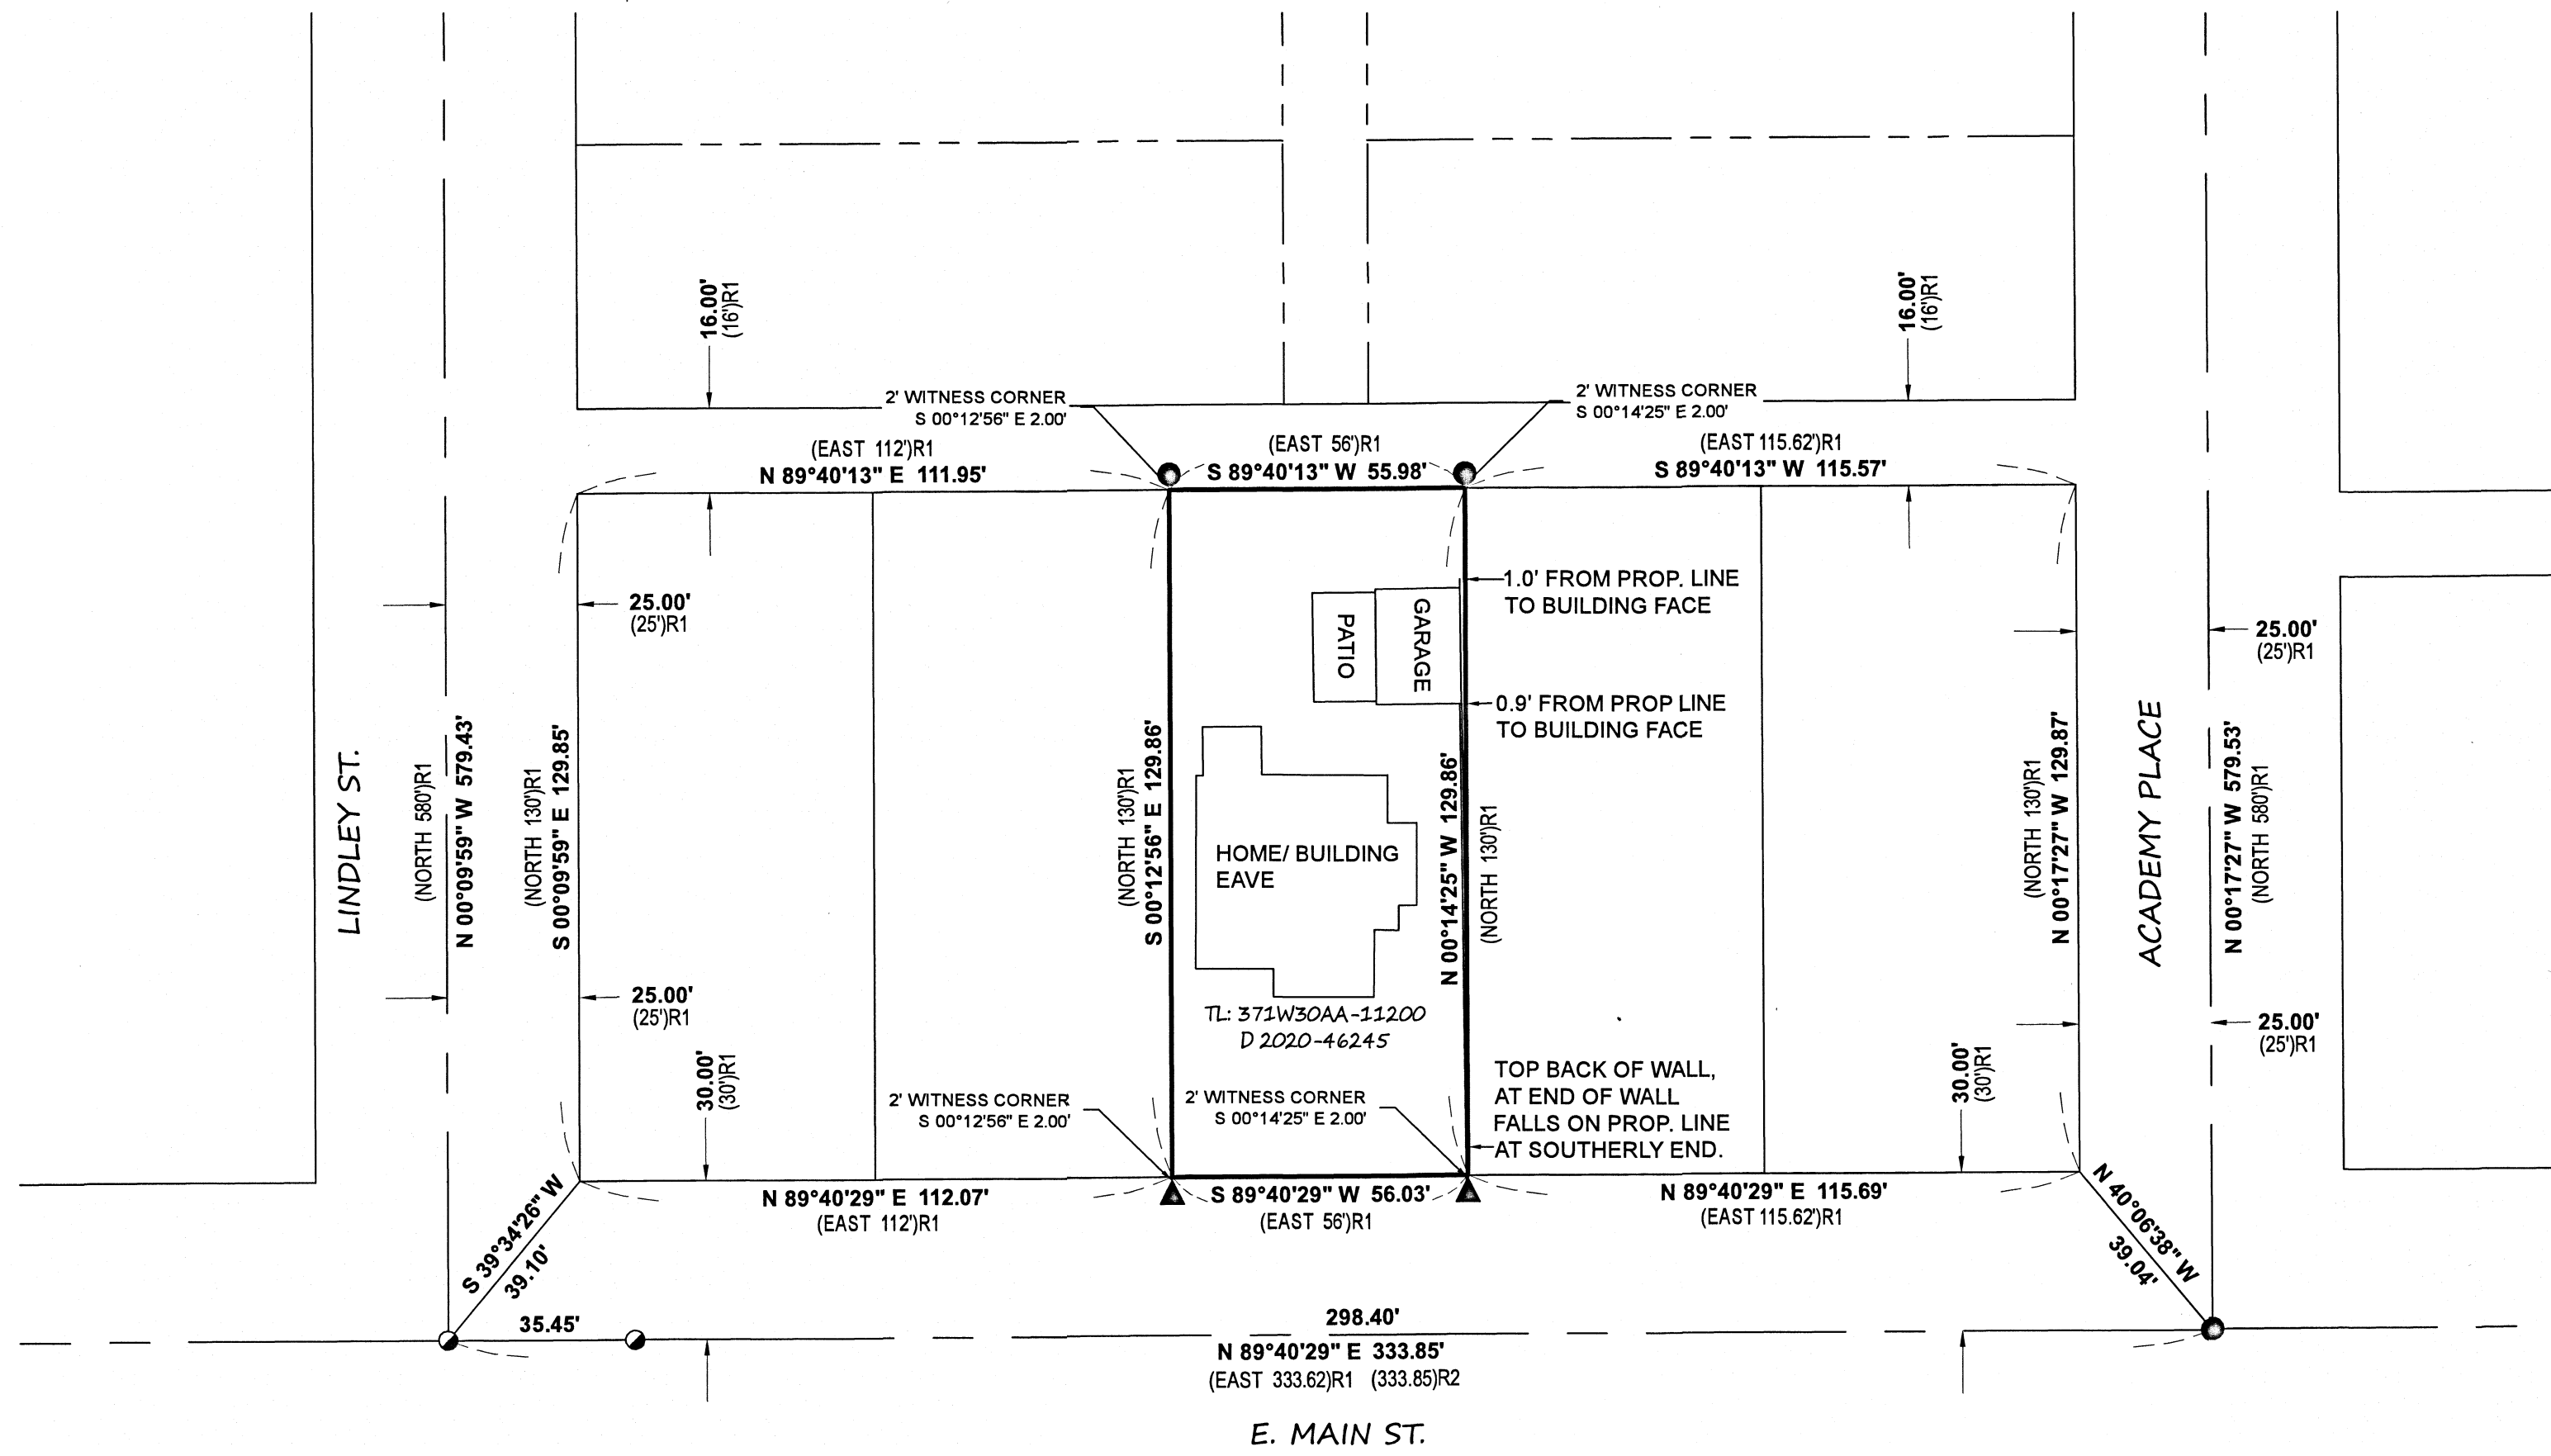 16.00'
(16')R1
16.00'
(16')R1
2' WITNESS CORNER
S 00°12'56" E 2.00'
2' WITNESS CORNER
S 00°14'25" E 2.00'
(EAST 112')R1
N 89°40'13" E 111.95'
(EAST 56')R1
S 89°40'13" W 55.98'
(EAST 115.62')R1
S 89°40'13" W 115.57'
25.00'
(25')R1
PATIO
GARAGE
1.0' FROM PROP. LINE
TO BUILDING FACE
0.9' FROM PROP LINE
TO BUILDING FACE
25.00'
(25')R1
LINDLEY ST.
(NORTH 580')R1
N 00°09'59" W 579.43'
(NORTH 130')R1
S 00°09'59" E 129.85'
(NORTH 130')R1
S 00°12'56" E 129.86'
HOME/ BUILDING
EAVE
N 00°14'25" W 129.86'
(NORTH 130')R1
(NORTH 130')R1
N 00°17'27" W 129.87'
ACADEMY PLACE
N 00°17'27" W 579.53'
(NORTH 580')R1
25.00'
(25')R1
TL: 371W30AA-11200
D 2020-46245
25.00'
(25')R1
30.00'
(30')R1
2' WITNESS CORNER
S 00°12'56" E 2.00'
2' WITNESS CORNER
S 00°14'25" E 2.00'
TOP BACK OF WALL,
AT END OF WALL
FALLS ON PROP. LINE
AT SOUTHERLY END.
30.00'
(30')R1
N 89°40'29" E 112.07'
(EAST 112')R1
S 89°40'29" W 56.03'
(EAST 56')R1
N 89°40'29" E 115.69'
(EAST 115.62')R1
S 39°34'26" W
39.10'
N 40°06'38" W
39.04'
35.45'
298.40'
N 89°40'29" E 333.85'
(EAST 333.62)R1 (333.85)R2
E. MAIN ST.